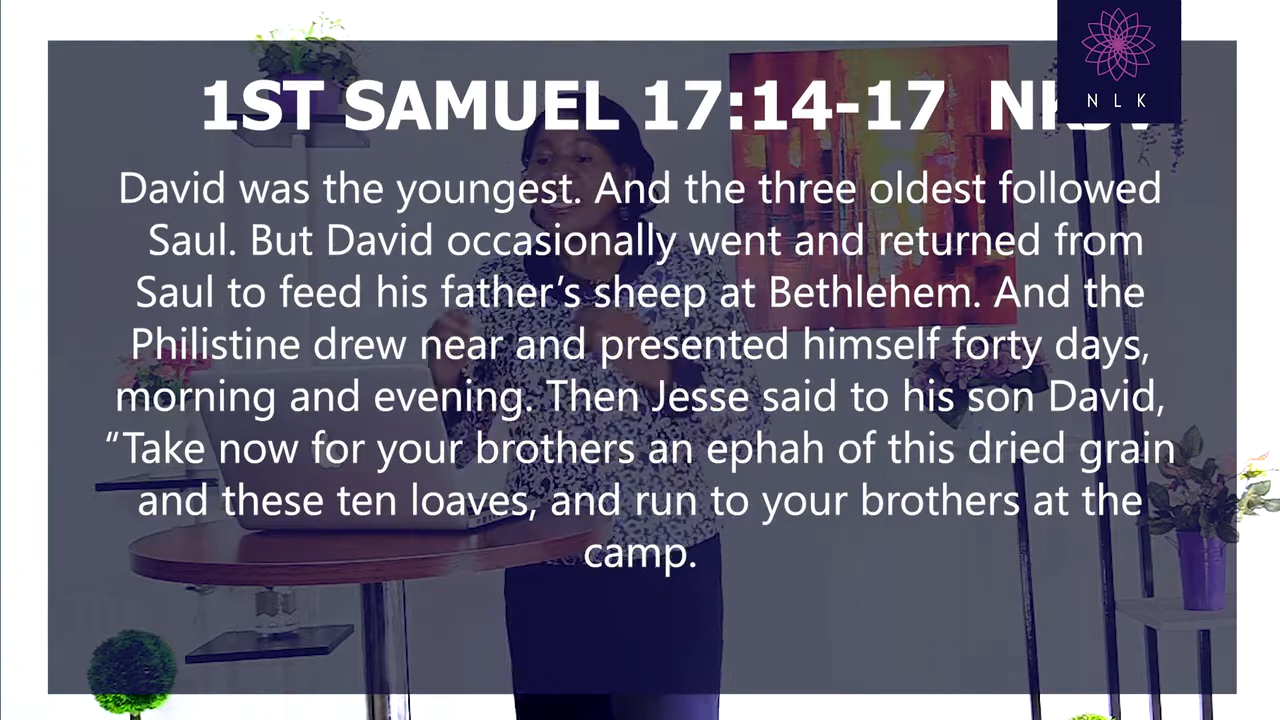 1ST SAMUEL 17:14-17
NLK
David was the youngest. And the three oldest followed
Saul. But David occasionally went and returned from
Saul to feed his father’s sheep at Bethlehem. And the
Philistine drew near and presented himself forty days,
morning and evening. Then Jesse said to his son David,
“Take now for your brothers an ephah of this dried grain
and these ten loaves, and run to your brothers at the
camp.